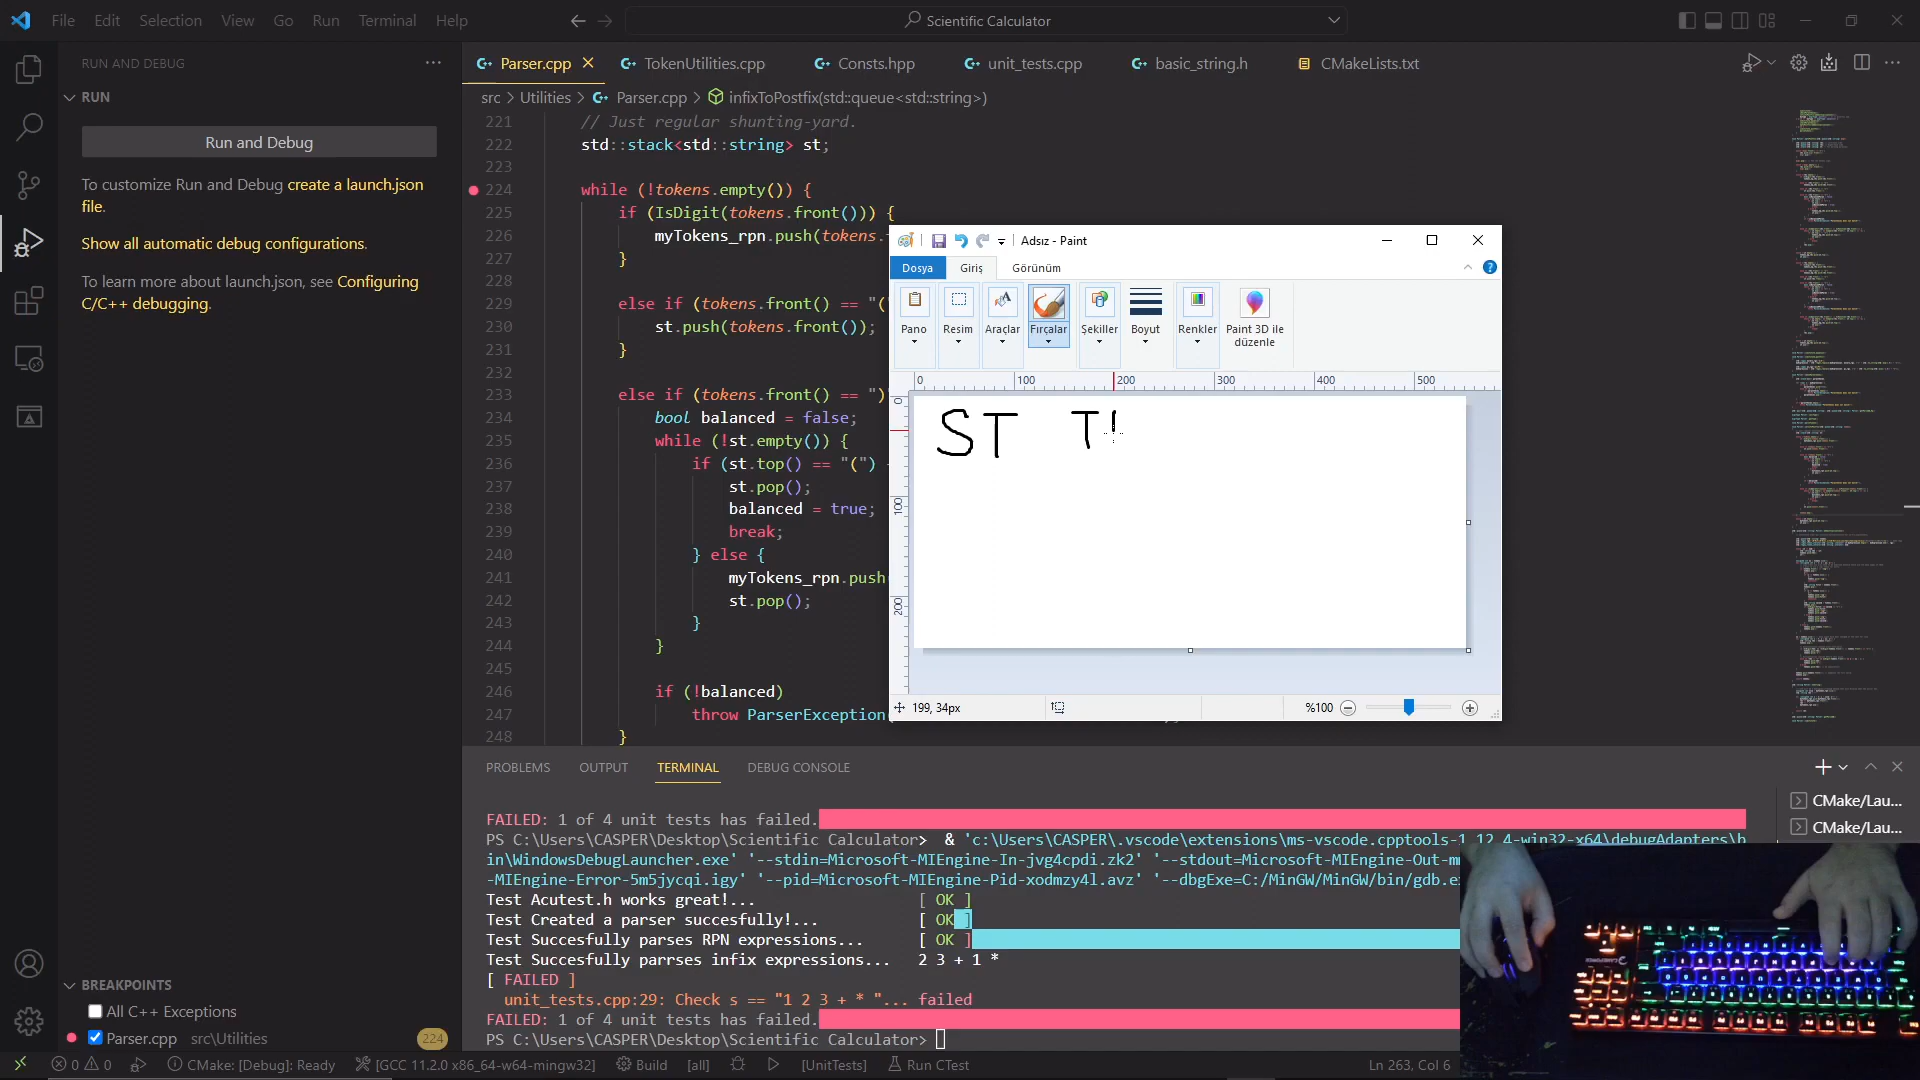 File Edit Selection View Go Run Terminal Help
Scientific Calculator
RUN AND DEBUG
RUN
Run and Debug
To customize Run and Debug create a launch.json
file.
Show all automatic debug configurations.
To learn more about launch.json, see Configuring
C/C++ debugging.
BREAKPOINTS
All C++ Exceptions
Parser.cpp src\Utilities 224
Parser.cpp TokenUtilities.cpp Consts.hpp unit_tests.cpp basic_string.h CMakeLists.txt
src > Utilities > Parser.cpp > infixToPostfix(std::queue<std::string>)
221 // Just regular shunting-yard.
222 std::stack<std::string> st;
223
224 while (!tokens.empty()) {
225 if (IsDigit(tokens.front())) {
226 myTokens_rpn.push(tokens.
227 }
228
229 else if (tokens.front() == "("
230 st.push(tokens.front());
231 }
232
233 else if (tokens.front() == ")"
234 bool balanced = false;
235 while (!st.empty()) {
236 if (st.top() == "(")
237 st.pop();
238 balanced = true;
239 break;
240 } else {
241 myTokens_rpn.push
242 st.pop();
243 }
244 }
245
246 if (!balanced)
247 throw ParserException(
248 }
Adsız - Paint
Dosya Giriş Görünüm
Pano Resim Araçlar Fırçalar Şekiller Boyut Renkler Paint 3D ile
düzenle
0 100 200 300 400 500
0
100
200
ST T
199, 34px %100
PROBLEMS OUTPUT TERMINAL DEBUG CONSOLE
CMake/Lau...
CMake/Lau...
FAILED: 1 of 4 unit tests has failed.
PS C:\Users\CASPER\Desktop\Scientific Calculator> & 'c:\Users\CASPER\.vscode\extensions\ms-vscode.cpptools-1.12.4-win32-x64\debugAdapters\b
in\WindowsDebugLauncher.exe' '--stdin=Microsoft-MIEngine-In-jvg4cpdi.zk2' '--stdout=Microsoft-MIEngine-Out-m
-MIEngine-Error-5m5jycqi.igy' '--pid=Microsoft-MIEngine-Pid-xodmzy4l.avz' '--dbgExe=C:/MinGW/MinGW/bin/gdb.ex
Test Acutest.h works great!... [ OK ]
Test Created a parser succesfully!... [ OK ]
Test Succesfully parses RPN expressions... [ OK ]
Test Succesfully parrses infix expressions... 2 3 + 1 *
[ FAILED ]
unit_tests.cpp:29: Check s == "1 2 3 + * "... failed
FAILED: 1 of 4 unit tests has failed.
PS C:\Users\CASPER\Desktop\Scientific Calculator>
0 0 CMake: [Debug]: Ready [GCC 11.2.0 x86_64-w64-mingw32] Build [all] [UnitTests] Run CTest Ln 263, Col 6